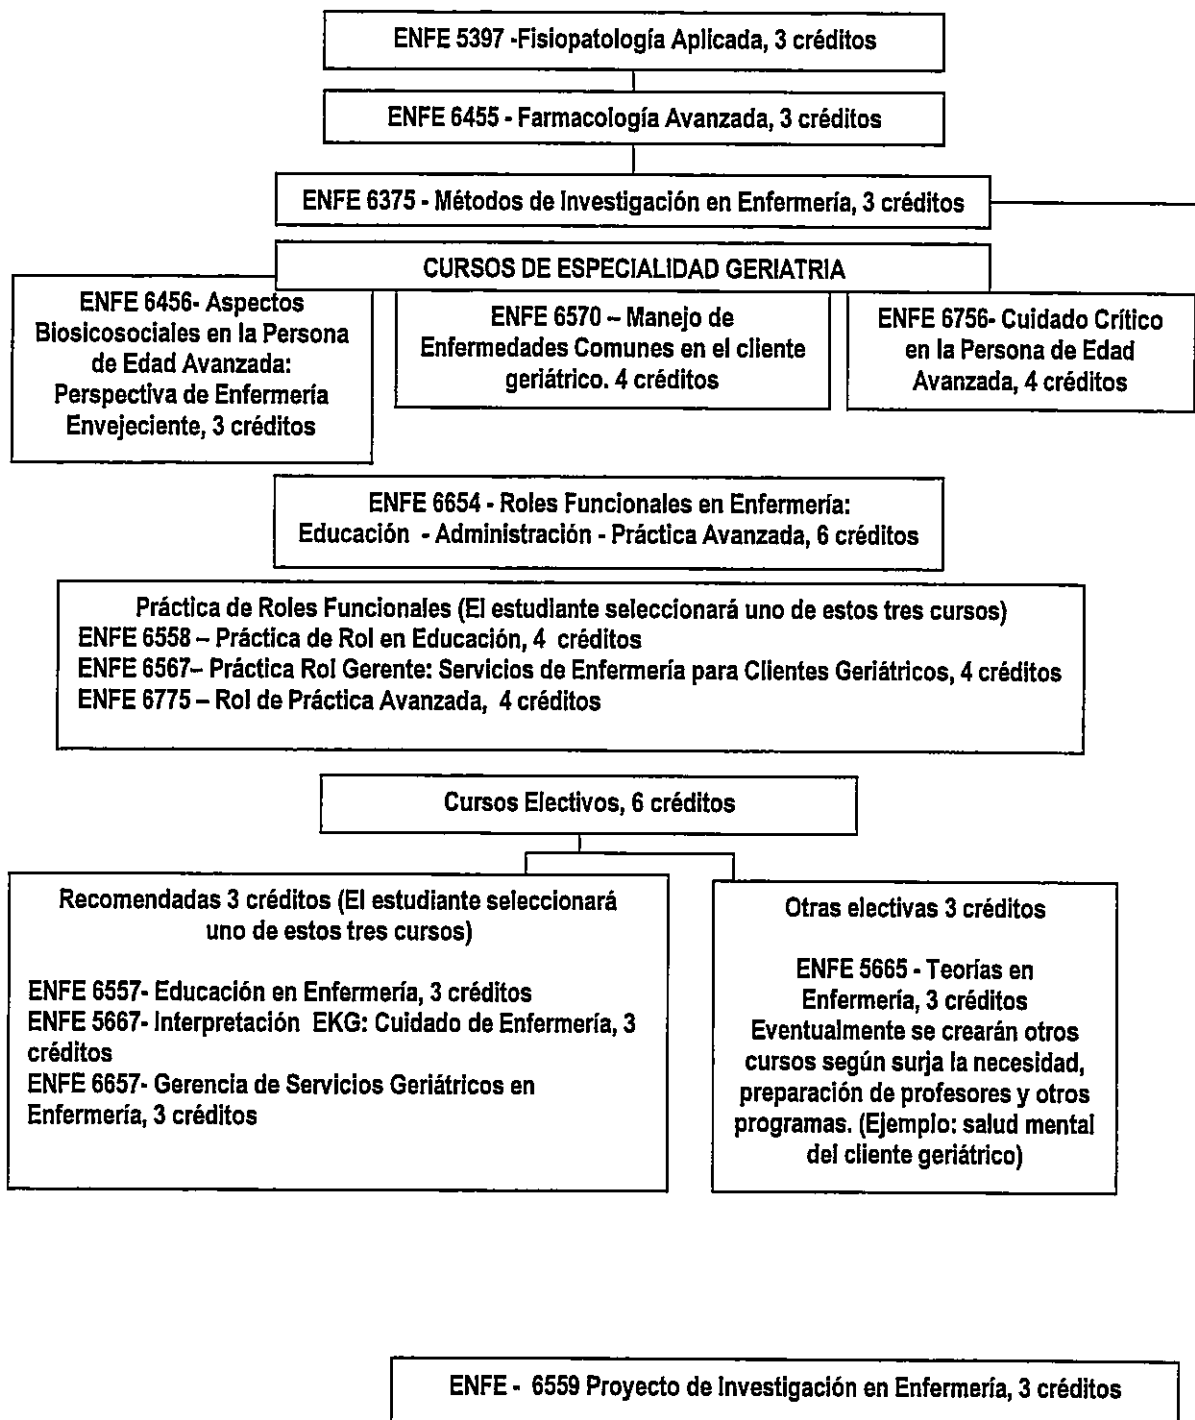 ENFE 5397 -Fisiopatología Aplicada, 3 créditos
ENFE 6455 - Farmacología Avanzada, 3 créditos
ENFE 6375 - Métodos de Investigación en Enfermería, 3 créditos
CURSOS DE ESPECIALIDAD GERIATRIA
ENFE 6456- Aspectos
Biosicosociales en la Persona
de Edad Avanzada:
Perspectiva de Enfermería
Envejeciente, 3 créditos
ENFE 6570 – Manejo de
Enfermedades Comunes en el cliente
geriátrico. 4 créditos
ENFE 6756- Cuidado Crítico
en la Persona de Edad
Avanzada, 4 créditos
ENFE 6654 - Roles Funcionales en Enfermería:
Educación - Administración - Práctica Avanzada, 6 créditos
Práctica de Roles Funcionales (El estudiante seleccionará uno de estos tres cursos)
ENFE 6558 – Práctica de Rol en Educación, 4 créditos
ENFE 6567– Práctica Rol Gerente: Servicios de Enfermería para Clientes Geriátricos, 4 créditos
ENFE 6775 – Rol de Práctica Avanzada, 4 créditos
Cursos Electivos, 6 créditos
Recomendadas 3 créditos (El estudiante seleccionará
uno de estos tres cursos)
ENFE 6557- Educación en Enfermería, 3 créditos
ENFE 5667- Interpretación EKG: Cuidado de Enfermería, 3
créditos
ENFE 6657- Gerencia de Servicios Geriátricos en
Enfermería, 3 créditos
Otras electivas 3 créditos
ENFE 5665 - Teorías en
Enfermería, 3 créditos
Eventualmente se crearán otros
cursos según surja la necesidad,
preparación de profesores y otros
programas. (Ejemplo: salud mental
del cliente geriátrico)
ENFE - 6559 Proyecto de Investigación en Enfermería, 3 créditos